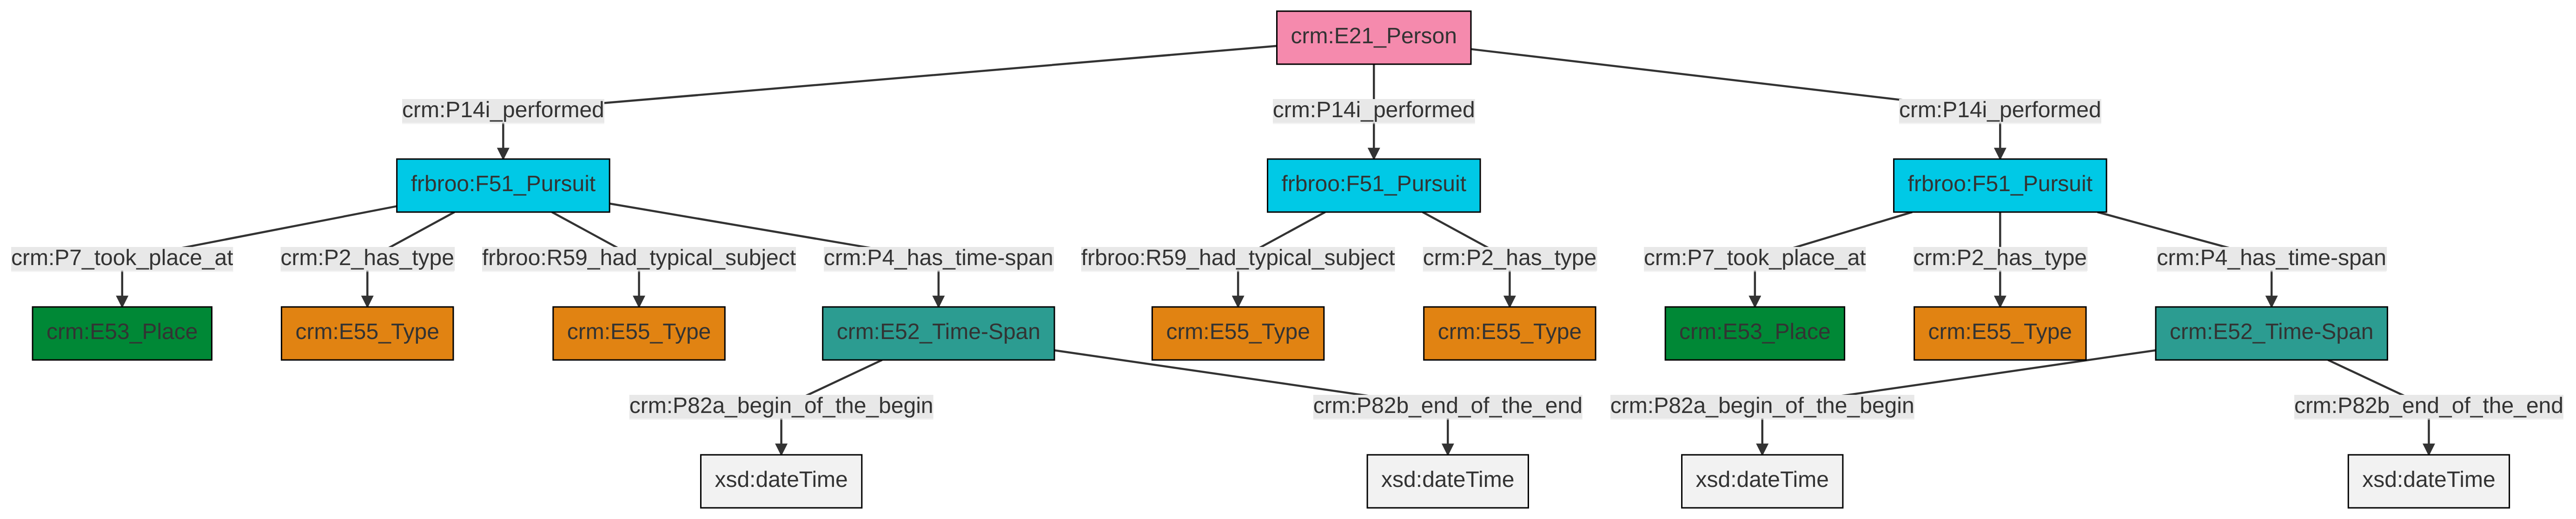 crm:E21_Person
crm:P14i_performed
crm:P14i_performed
crm:P14i_performed
frbroo:F51_Pursuit
frbroo:F51_Pursuit
frbroo:F51_Pursuit
crm:P7_took_place_at
crm:P2_has_type
frbroo:R59_had_typical_subject
crm:P4_has_time-span
frbroo:R59_had_typical_subject
crm:P2_has_type
crm:P7_took_place_at
crm:P2_has_type
crm:P4_has_time-span
crm:E53_Place
crm:E55_Type
crm:E55_Type
crm:E52_Time-Span
crm:E55_Type
crm:E55_Type
crm:E53_Place
crm:E55_Type
crm:E52_Time-Span
crm:P82a_begin_of_the_begin
crm:P82b_end_of_the_end
crm:P82a_begin_of_the_begin
crm:P82b_end_of_the_end
xsd:dateTime
xsd:dateTime
xsd:dateTime
xsd:dateTime